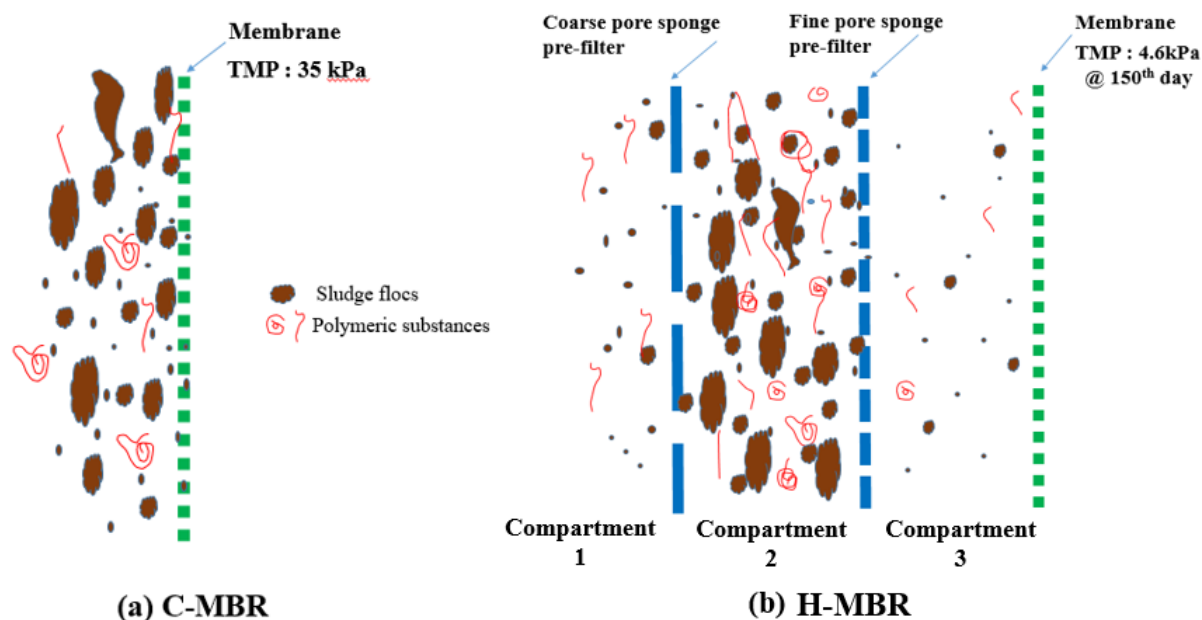 Membrane
TMP : 35 kPa
Sludge flocs
Polymeric substances
(a) C-MBR
Coarse pore sponge
pre-filter
Fine pore sponge
pre-filter
Membrane
TMP : 4.6kPa
@ 150th day
Compartment
1
Compartment
2
Compartment
3
(b) H-MBR